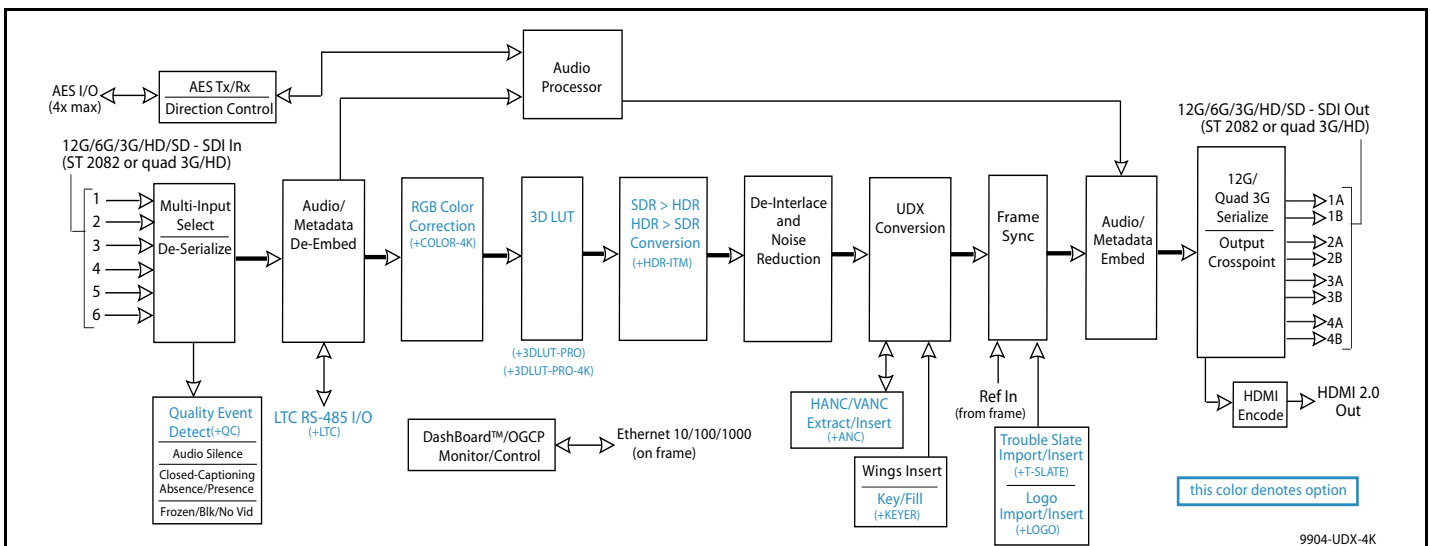 AES I/O
(4x max)
AES Tx/Rx
Direction Control
Audio
Processor
12G/6G/3G/HD/SD - SDI In
(ST 2082 or quad 3G/HD)
1
2
3
4
5
6
Multi-Input
Select
De-Serialize
Audio/
Metadata
De-Embed
RGB Color
Correction
(+COLOR-4K)
3D LUT
(+3DLUT-PRO)
(+3DLUT-PRO-4K)
SDR > HDR
HDR > SDR
Conversion
(+HDR-ITM)
De-Interlace
and
Noise
Reduction
UDX
Conversion
Frame
Sync
Audio/
Metadata
Embed
12G/6G/3G/HD/SD - SDI Out
(ST 2082 or quad 3G/HD)
12G/
Quad 3G
Serialize
Output
Crosspoint
1A
1B
2A
2B
3A
3B
4A
4B
Quality Event
Detect(+QC)
Audio Silence
Closed-Captioning
Absence/Presence
Frozen/Blk/No Vid
LTC RS-485 I/O
(+LTC)
DashBoard™/OGCP
Monitor/Control
Ethernet 10/100/1000
(on frame)
HANC/VANC
Extract/Insert
(+ANC)
Wings Insert
Key/Fill
(+KEYER)
Ref In
(from frame)
Trouble Slate
Import/Insert
(+T-SLATE)
Logo
Import/Insert
(+LOGO)
HDMI
Encode
HDMI 2.0
Out
this color denotes option
9904-UDX-4K